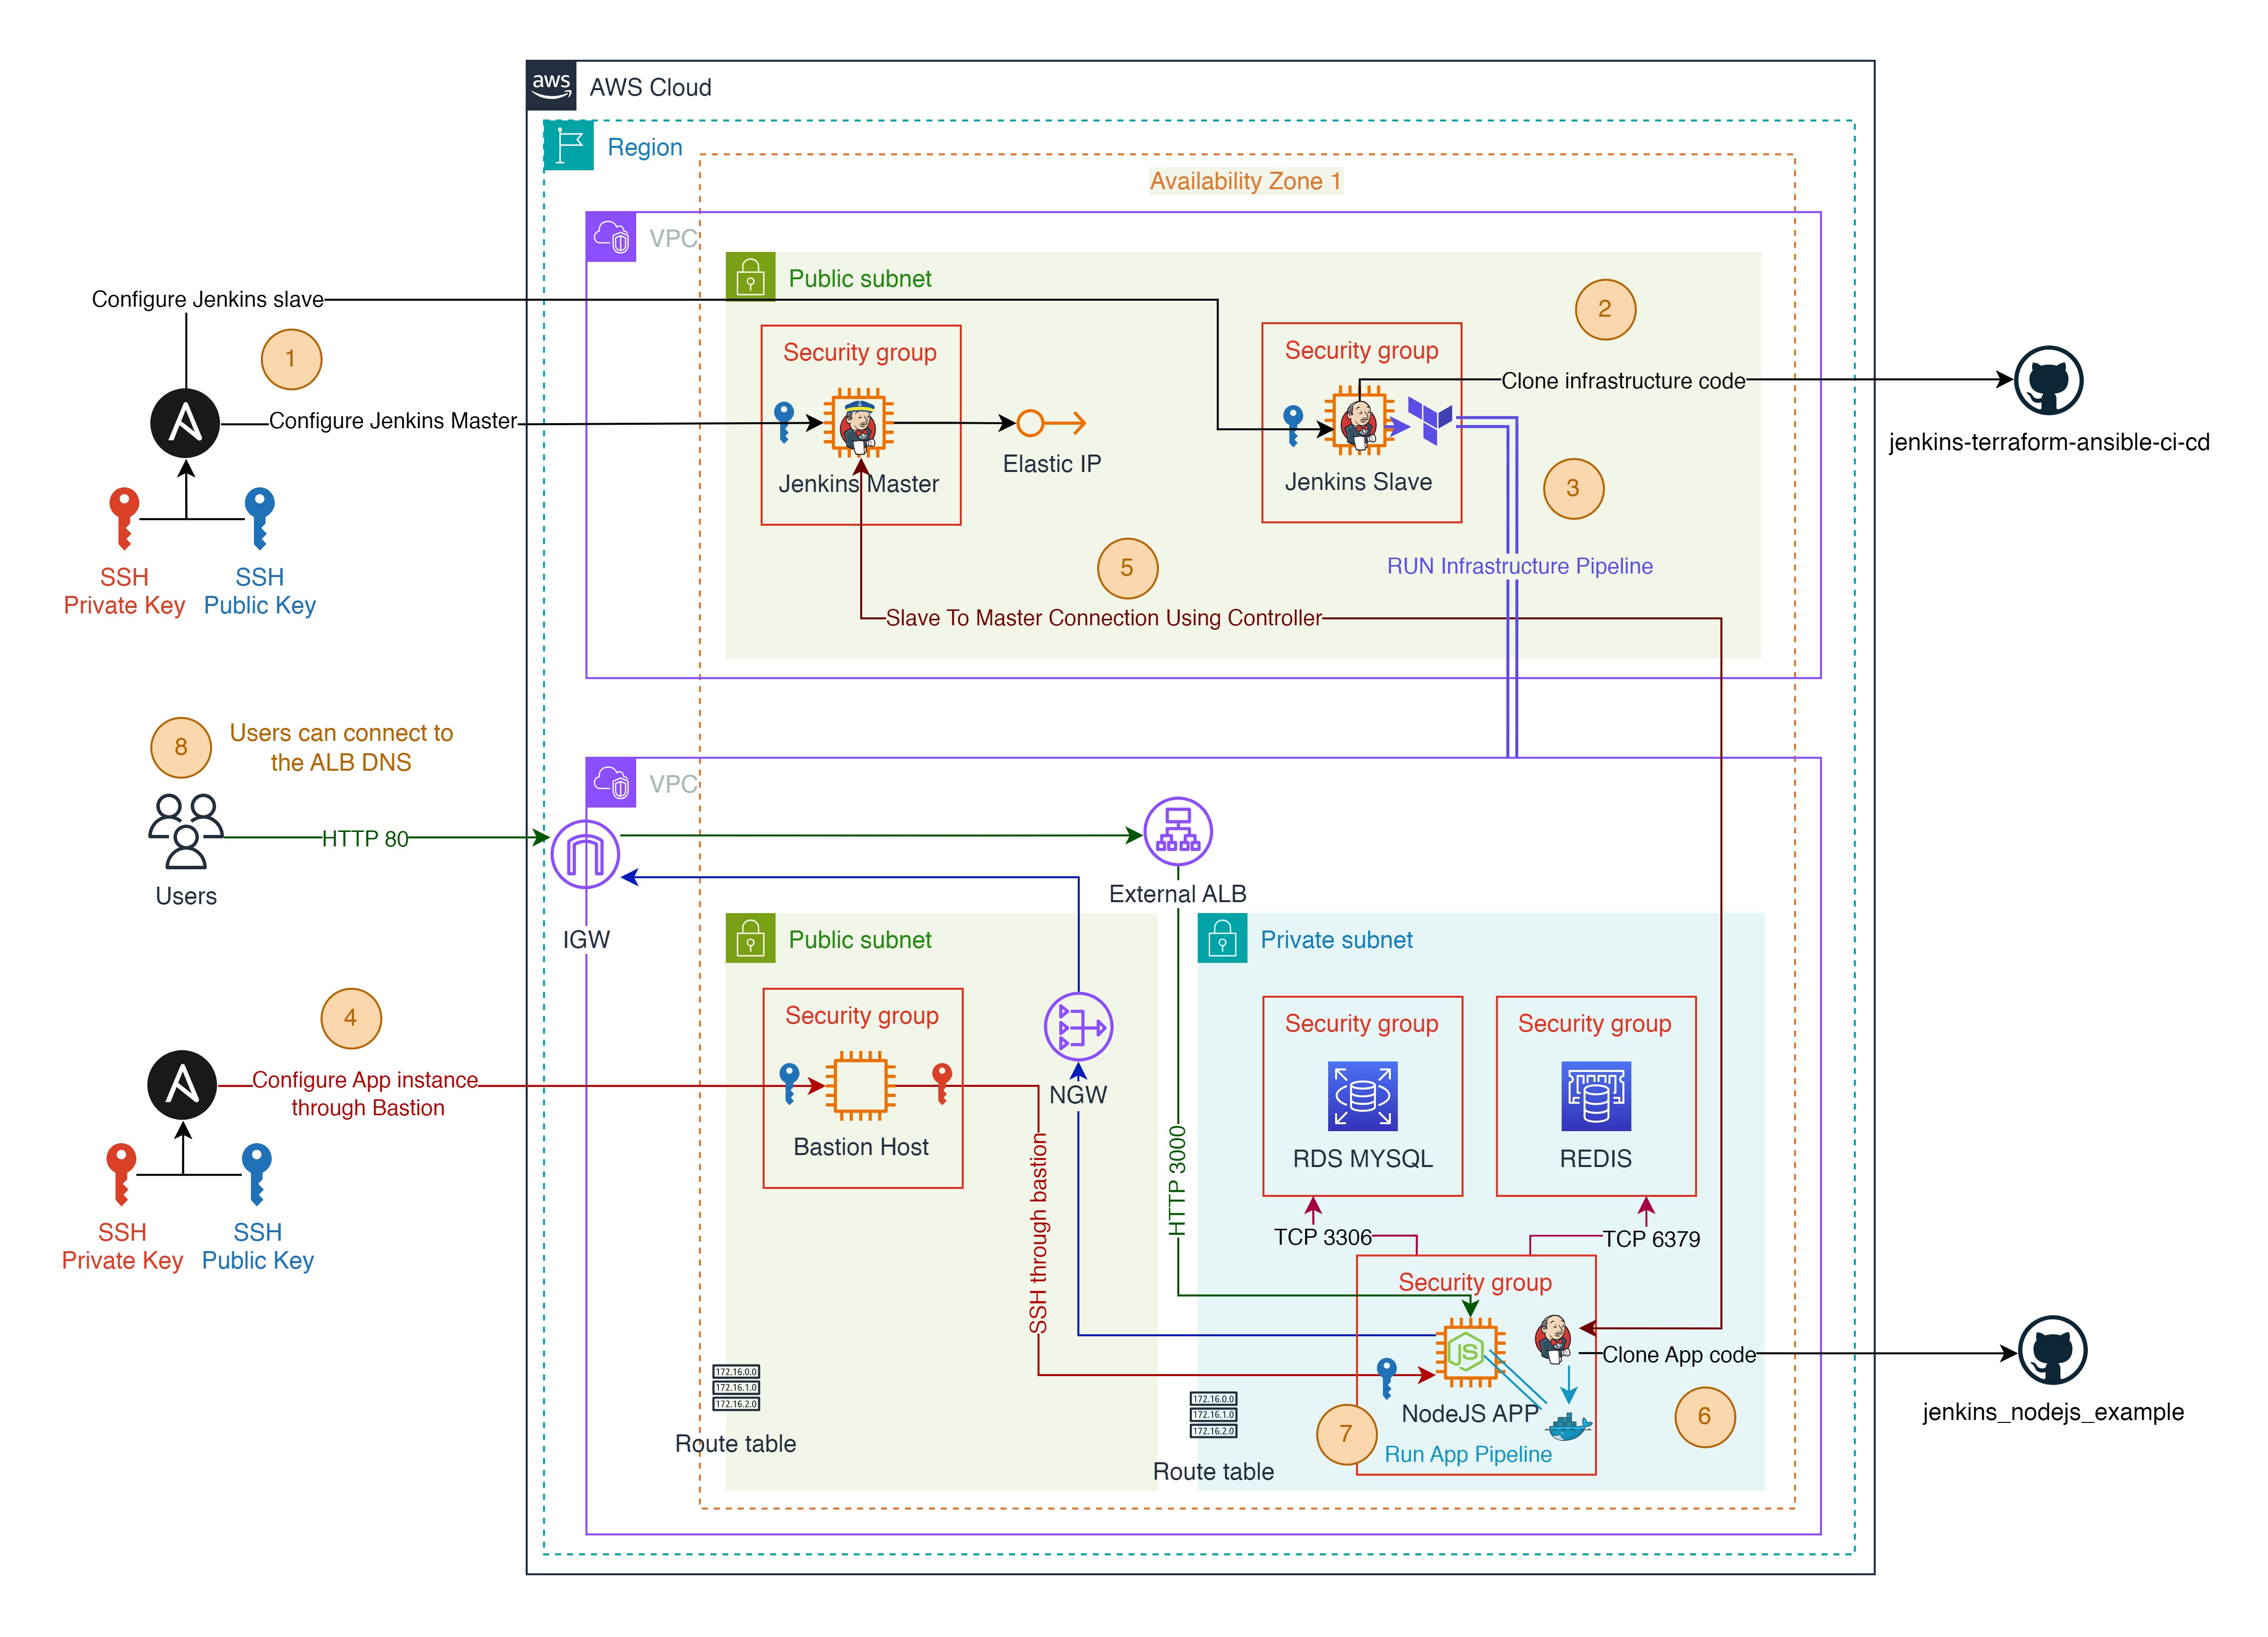 aws
AWS Cloud
Region
Availability Zone 1
VPC
Public subnet
Configure Jenkins slave
1
2
Security group
Security group
Clone infrastructure code
Configure Jenkins Master
Jenkins Master
Elastic IP
Jenkins Slave
jenkins-terraform-ansible-ci-cd
3
SSH
Private Key
SSH
Public Key
5
RUN Infrastructure Pipeline
Slave To Master Connection Using Controller
8
Users can connect to
the ALB DNS
VPC
HTTP 80
Users
External ALB
IGW
Public subnet
Private subnet
4
Security group
Security group
Security group
Configure App instance
through Bastion
NGW
Bastion Host
RDS MYSQL
REDIS
SSH through bastion
HTTP 3000
SSH
Private Key
SSH
Public Key
TCP 3306
TCP 6379
Security group
JS
Clone App code
172.16.0.0
172.16.1.0
172.16.2.0
Route table
172.16.0.0
172.16.1.0
172.16.2.0
Route table
NodeJS APP
7
Run App Pipeline
6
jenkins_nodejs_example